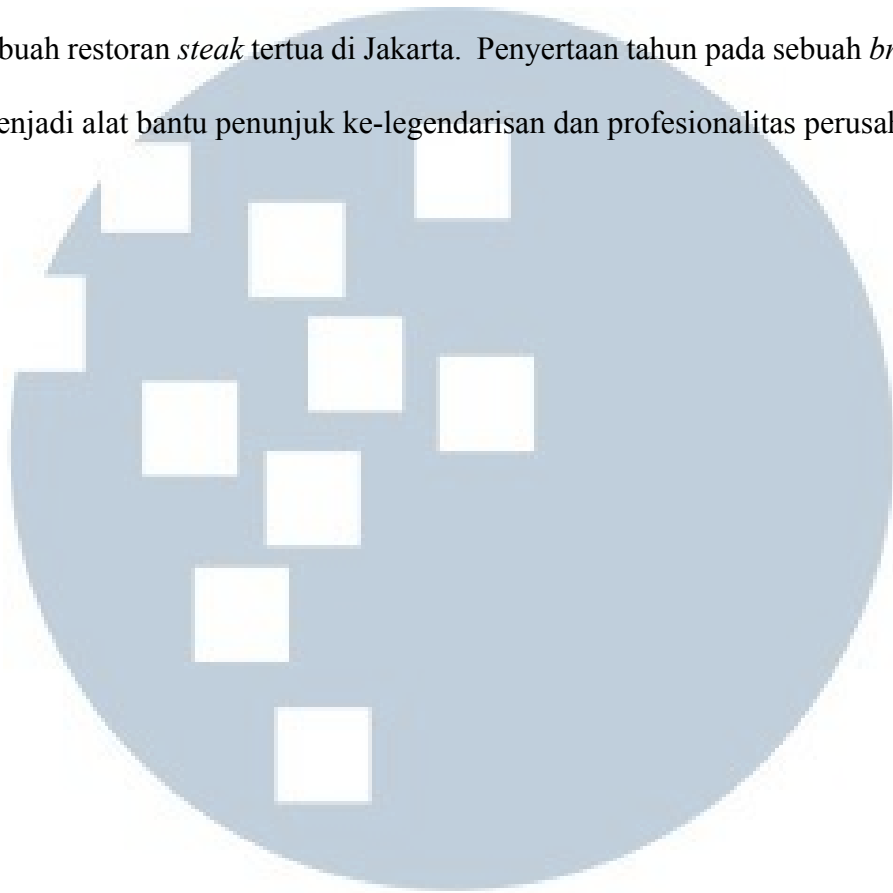 buah restoran steak tertua di Jakarta. Penyertaan tahun pada sebuah br
enjadi alat bantu penunjuk ke-legendarisan dan profesionalitas perusah